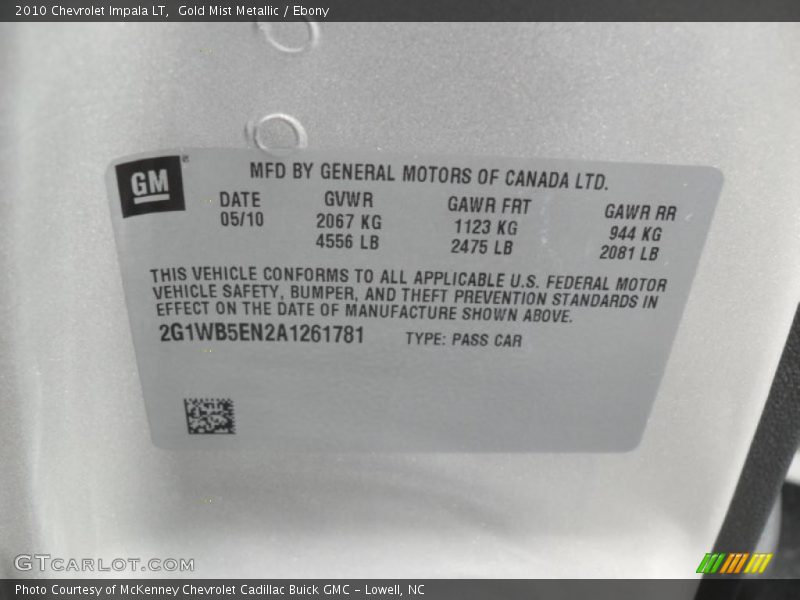 2010 Chevrolet Impala LT,  Gold Mist Metallic / Ebony
GM
MFD BY GENERAL MOTORS OF CANADA LTD.
DATE GVWR GAWR FRT GAWR RR
05/10 2067 KG 1123 KG 944 KG
4556 LB 2475 LB 2081 LB
THIS VEHICLE CONFORMS TO ALL APPLICABLE U.S. FEDERAL MOTOR
VEHICLE SAFETY, BUMPER, AND THEFT PREVENTION STANDARDS IN
EFFECT ON THE DATE OF MANUFACTURE SHOWN ABOVE.
2G1WB5EN2A1261781 TYPE: PASS CAR
GTcarlot.com
Photo Courtesy of McKenney Chevrolet Cadillac Buick GMC - Lowell, NC